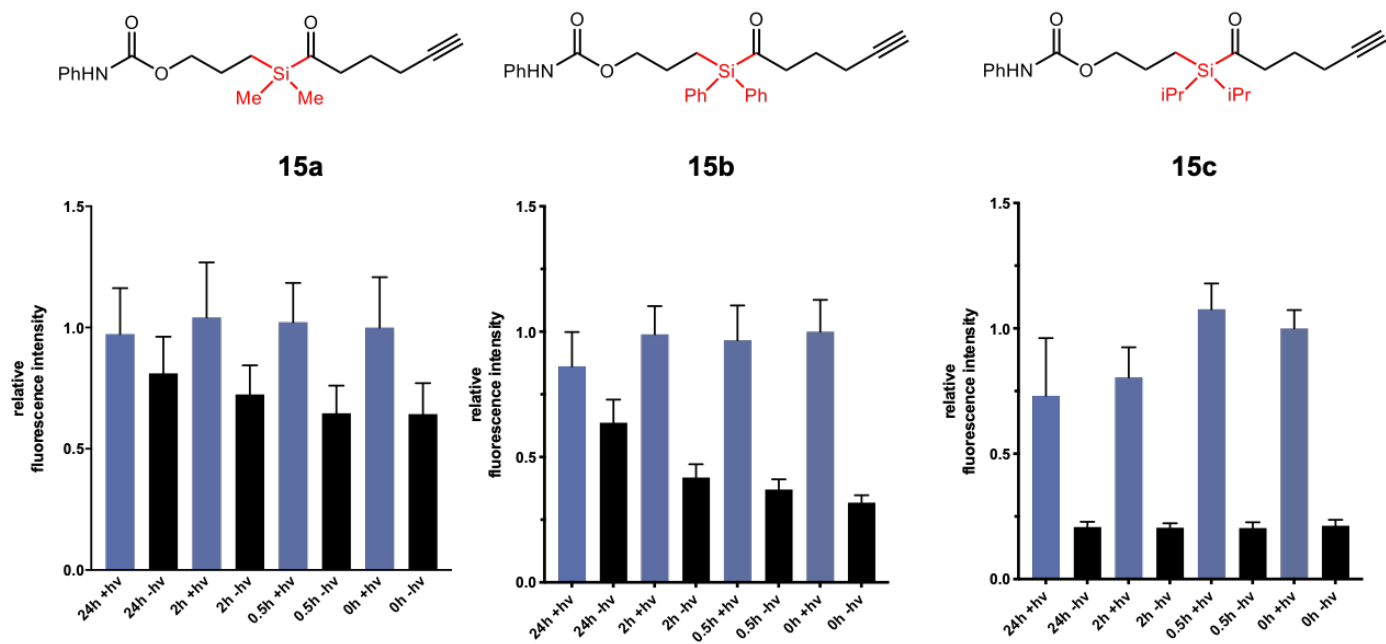 O
PhHN
O
Si
O
Me
Me
15a
O
PhHN
O
Si
O
Ph
Ph
15b
O
PhHN
O
Si
O
iPr
iPr
15c
relative
fluorescence intensity
1.5
1.0
0.5
0.0
24h +hv
24h -hv
2h +hv
2h -hv
0.5h +hv
0.5h -hv
0h +hv
0h -hv
relative
fluorescence intensity
1.5
1.0
0.5
0.0
24h +hv
24h -hv
2h +hv
2h -hv
0.5h +hv
0.5h -hv
0h +hv
0h -hv
relative
fluorescence intensity
1.5
1.0
0.5
0.0
24h +hv
24h -hv
2h +hv
2h -hv
0.5h +hv
0.5h -hv
0h +hv
0h -hv